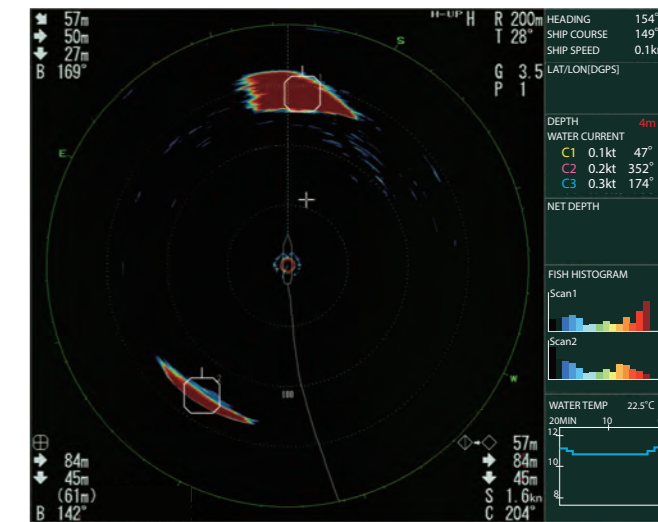 57m
50m
27m
B 169°
H-UP H
R 200m
T 28°
G 3.5
P 1
S
E
W
180
84m
45m
(61m)
B 142°
57m
84m
45m
S 1.6kn
C 204°
HEADING 154°
SHIP COURSE 149°
SHIP SPEED 0.1k
LAT/LON[DGPS]
DEPTH 4m
WATER CURRENT
C1 0.1kt 47°
C2 0.2kt 352°
C3 0.3kt 174°
NET DEPTH
FISH HISTOGRAM
Scan1
Scan2
WATER TEMP 22.5°C
20MIN 10
12
10
8